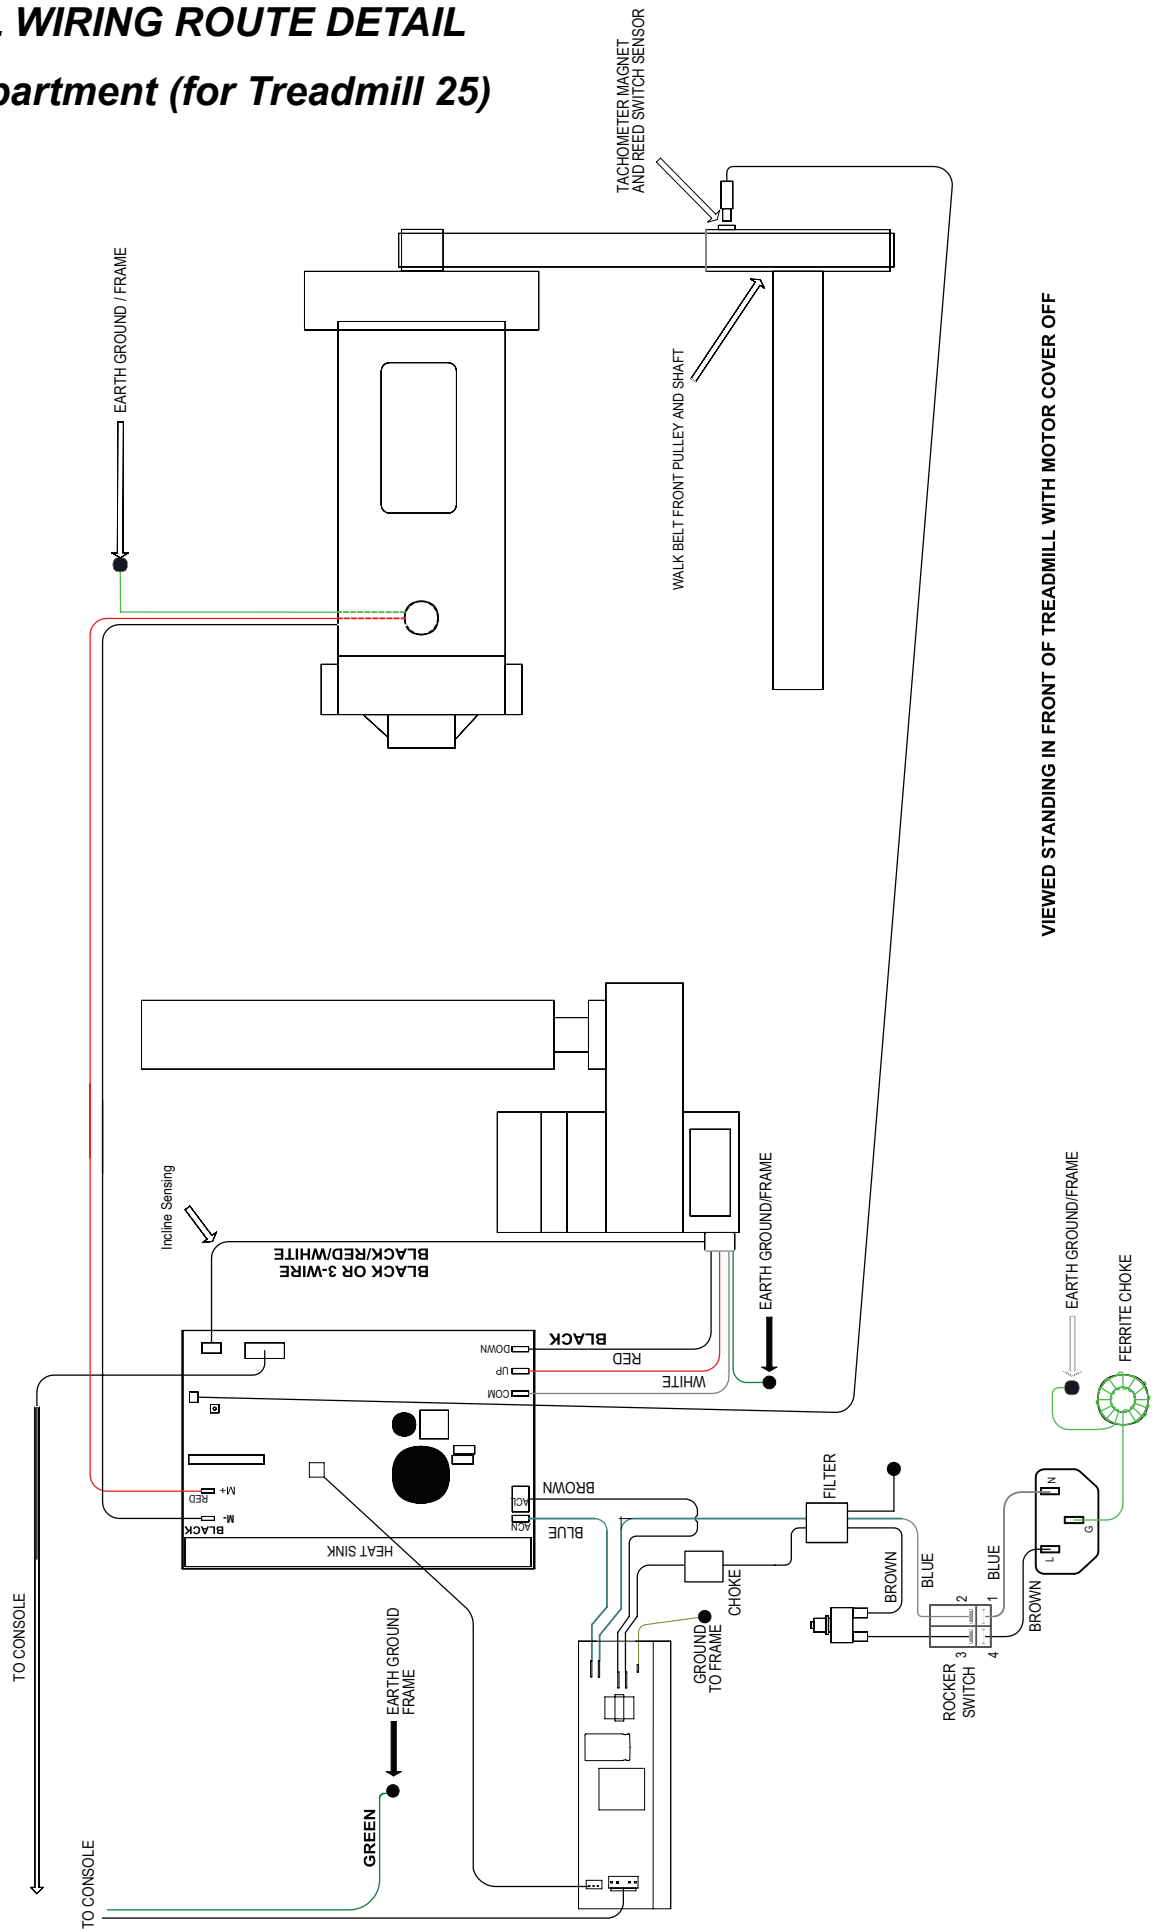 L WIRING ROUTE DETAIL
partment (for Treadmill 25)
TACHOMETER MAGNET
AND REED SWITCH SENSOR
EARTH GROUND / FRAME
WALK BELT FRONT PULLEY AND SHAFT
VIEWED STANDING IN FRONT OF TREADMILL WITH MOTOR COVER OFF
Incline Sensing
BLACK OR 3-WIRE
BLACK/RED/WHITE
EARTH GROUND/FRAME
EARTH GROUND/FRAME
FERRITE CHOKE
DOWN
BLACK
UP
RED
COM
WHITE
M+
RED
M-
BLACK
HEAT SINK
ACL
BROWN
ACN
BLUE
FILTER
CHOKE
BROWN
BLUE
N
G
L
BLUE
BROWN
2
1
3
4
ROCKER
SWITCH
GROUND
TO FRAME
EARTH GROUND
FRAME
GREEN
TO CONSOLE
TO CONSOLE